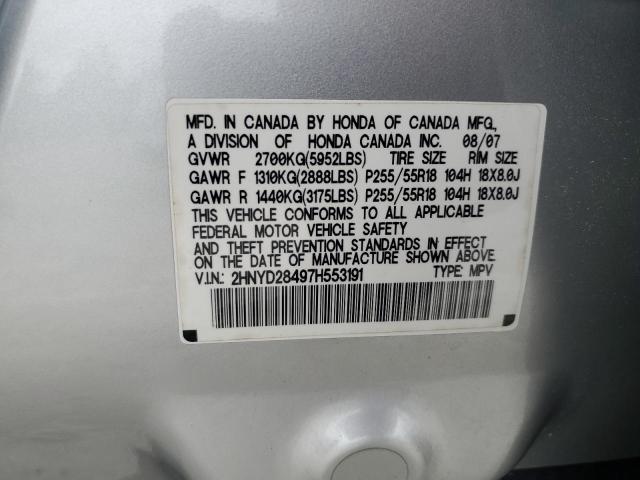 MFD. IN CANADA BY HONDA OF CANADA MFG.,
A DIVISION OF HONDA CANADA INC. 08/07
GVWR 2700KG(5952LBS) TIRE SIZE RIM SIZE
GAWR F 1310KG(2888LBS) P255/55R18 104H 18X8.0J
GAWR R 1440KG(3175LBS) P255/55R18 104H 18X8.0J
THIS VEHICLE CONFORMS TO ALL APPLICABLE
FEDERAL MOTOR VEHICLE SAFETY
AND THEFT PREVENTION STANDARDS IN EFFECT
ON THE DATE OF MANUFACTURE SHOWN ABOVE.
V.I.N.: 2HNYD28497H553191 TYPE: MPV